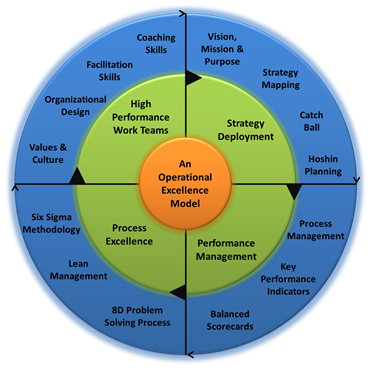 Coaching
Skills
Vision,
Mission &
Purpose
Facilitation
Skills
Strategy
Mapping
Organizational
Design
High
Performance
Work Teams
Strategy
Deployment
Catch
Ball
Values &
Culture
Hoshin
Planning
An
Operational
Excellence
Model
Six Sigma
Methodology
Process
Excellence
Performance
Management
Process
Management
Lean
Management
Key
Performance
Indicators
8D Problem
Solving Process
Balanced
Scorecards